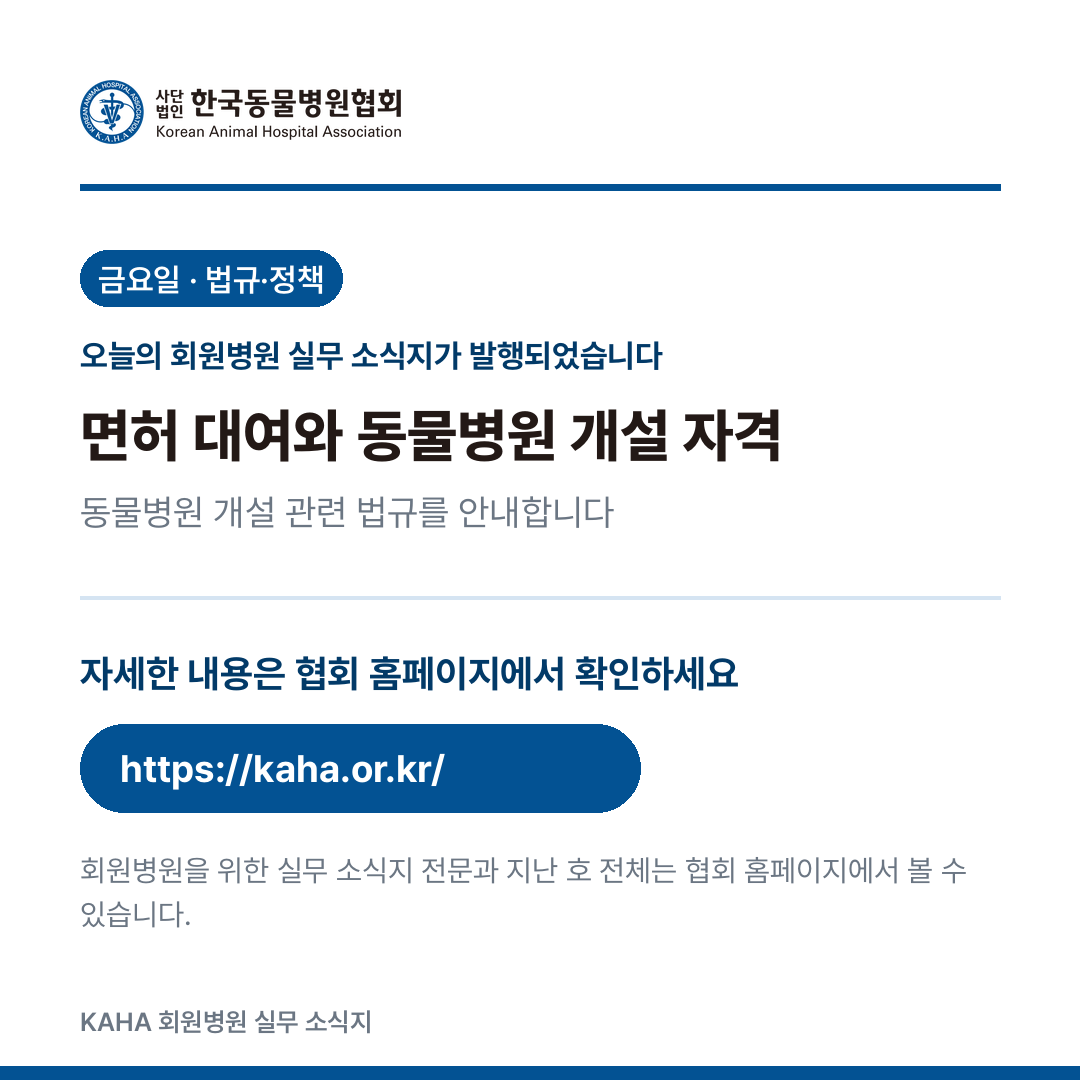 KOREAN ANIMAL HOSPITAL ASSOCIATION
K.A.H.A
사단법인 한국동물병원협회
Korean Animal Hospital Association
금요일 · 법규·정책
오늘의 회원병원 실무 소식지가 발행되었습니다
면허 대여와 동물병원 개설 자격
동물병원 개설 관련 법규를 안내합니다
자세한 내용은 협회 홈페이지에서 확인하세요
https://kaha.or.kr/
회원병원을 위한 실무 소식지 전문과 지난 호 전체는 협회 홈페이지에서 볼 수
있습니다.
KAHA 회원병원 실무 소식지